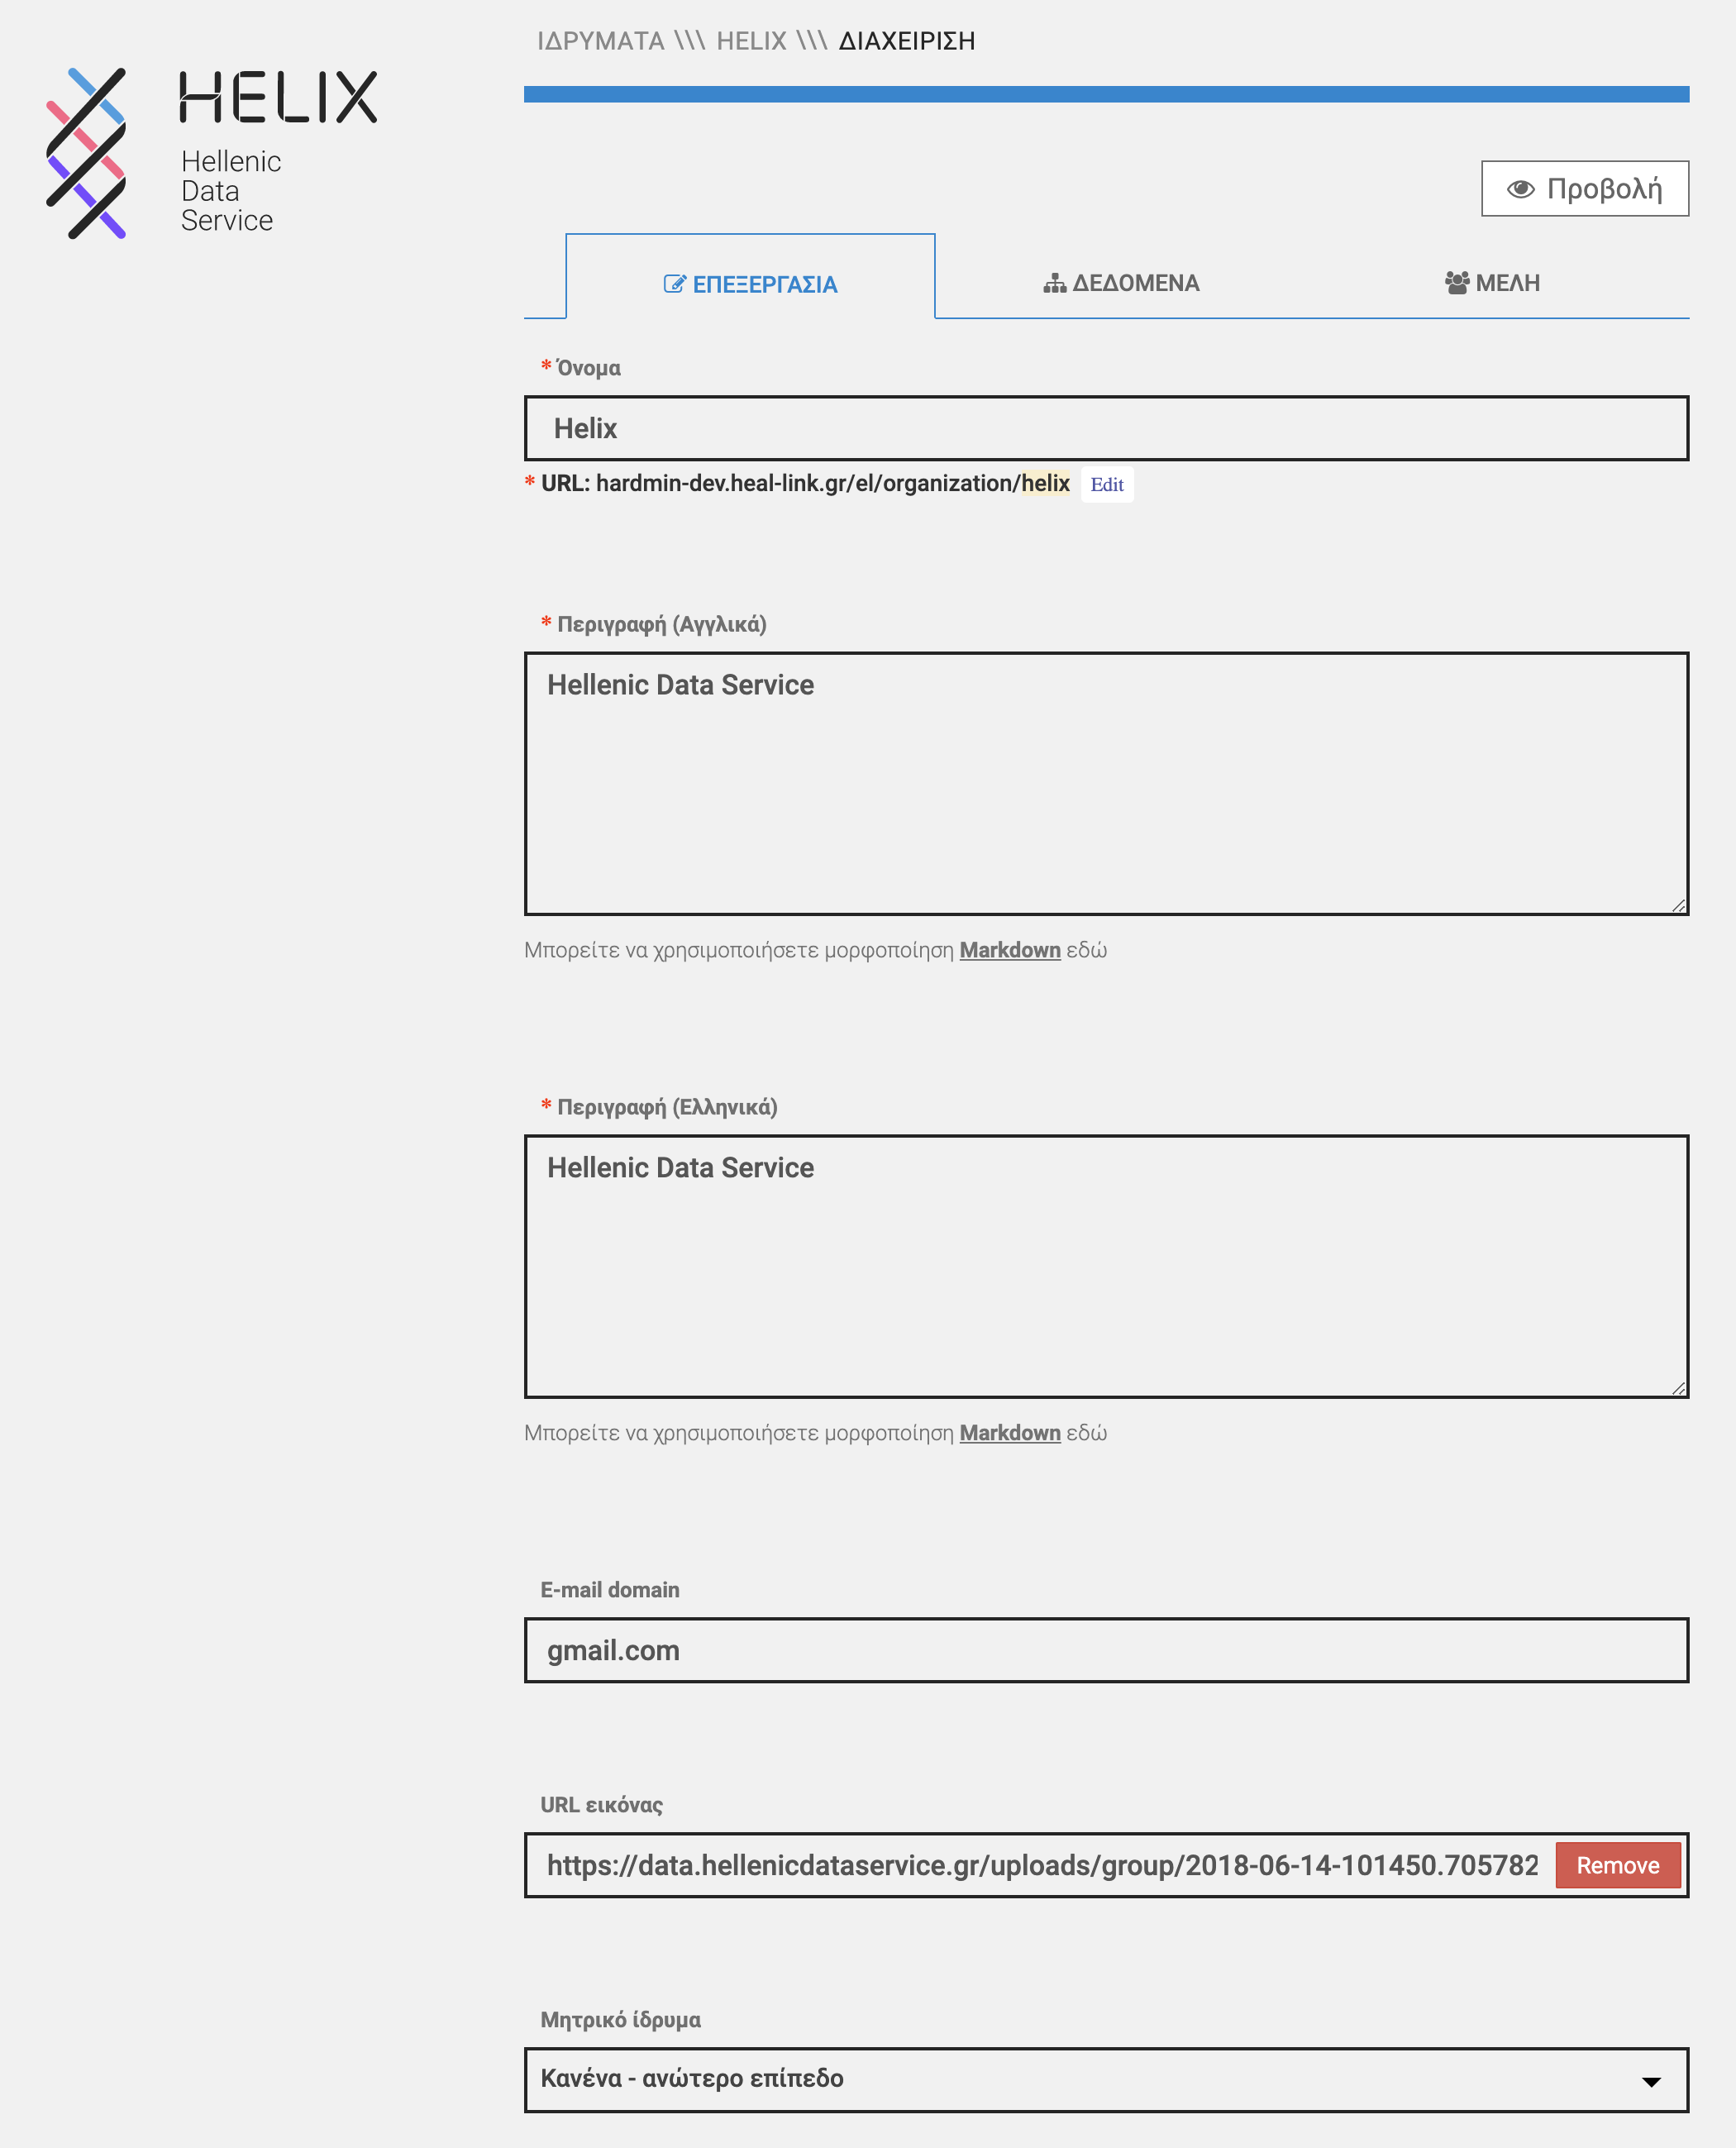 ΙΔΡΥΜΑΤΑ \\\ HELIX \\\ ΔΙΑΧΕΙΡΙΣΗ
HELIX
Hellenic
Data
Service
Προβολή
ΕΠΕΞΕΡΓΑΣΙΑ ΔΕΔΟΜΕΝΑ ΜΕΛΗ
* Όνομα
Helix
* URL: hardmin-dev.heal-link.gr/el/organization/helix Edit
* Περιγραφή (Αγγλικά)
Hellenic Data Service
Μπορείτε να χρησιμοποιήσετε μορφοποίηση Markdown εδώ
* Περιγραφή (Ελληνικά)
Hellenic Data Service
Μπορείτε να χρησιμοποιήσετε μορφοποίηση Markdown εδώ
E-mail domain
gmail.com
URL εικόνας
https://data.hellenicdataservice.gr/uploads/group/2018-06-14-101450.705782 Remove
Μητρικό ίδρυμα
Κανένα - ανώτερο επίπεδο